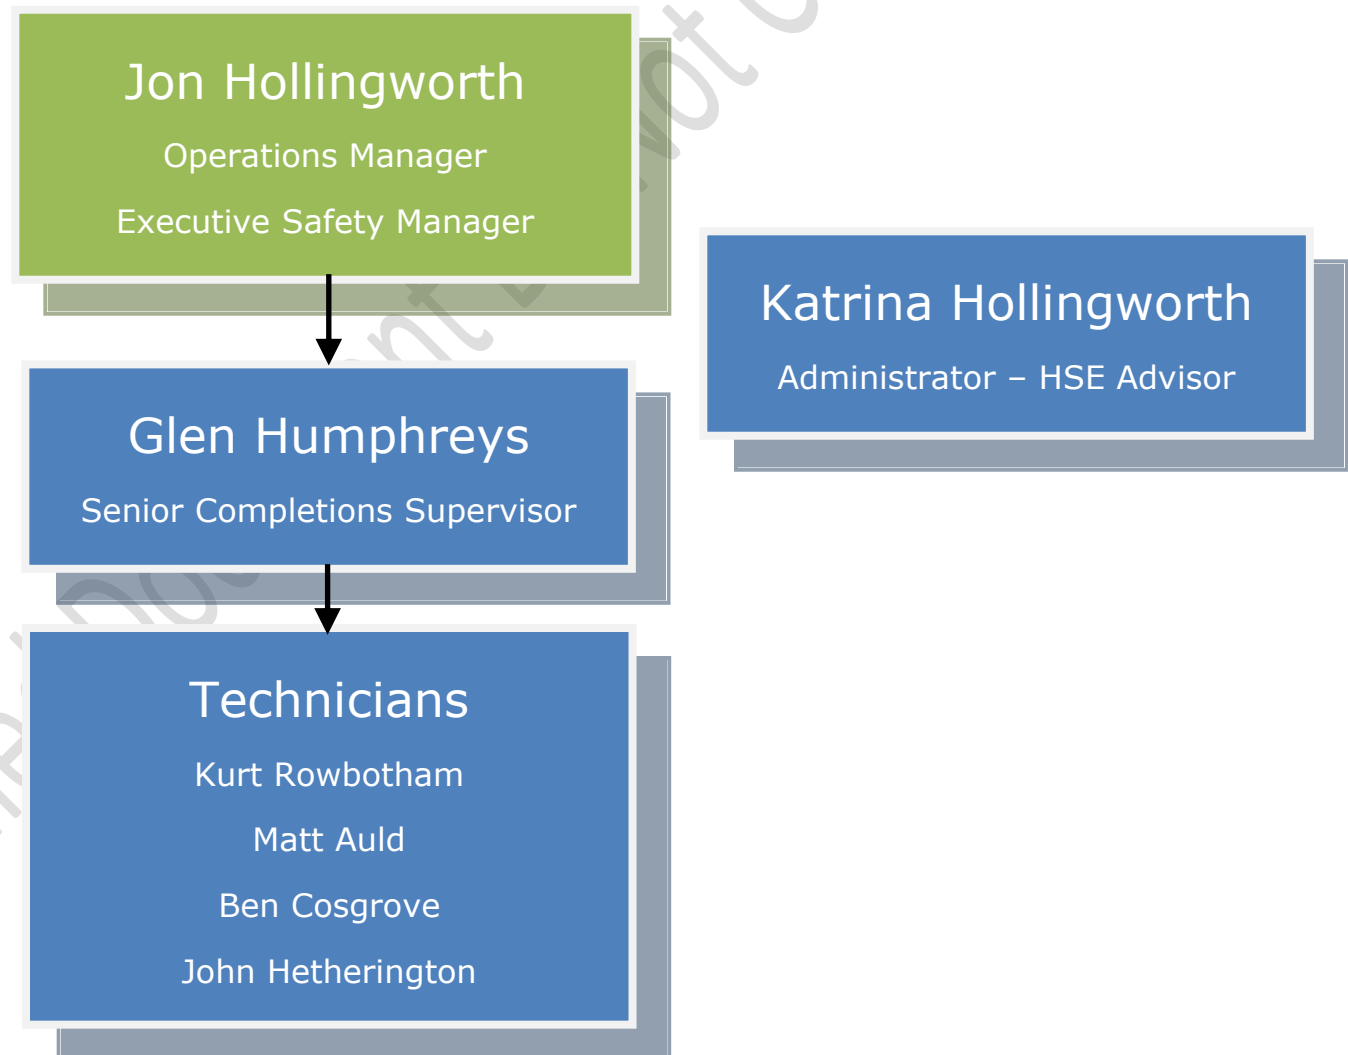 Jon Hollingworth
Operations Manager
Executive Safety Manager
Katrina Hollingworth
Administrator – HSE Advisor
Glen Humphreys
Senior Completions Supervisor
Technicians
Kurt Rowbotham
Matt Auld
Ben Cosgrove
John Hetherington